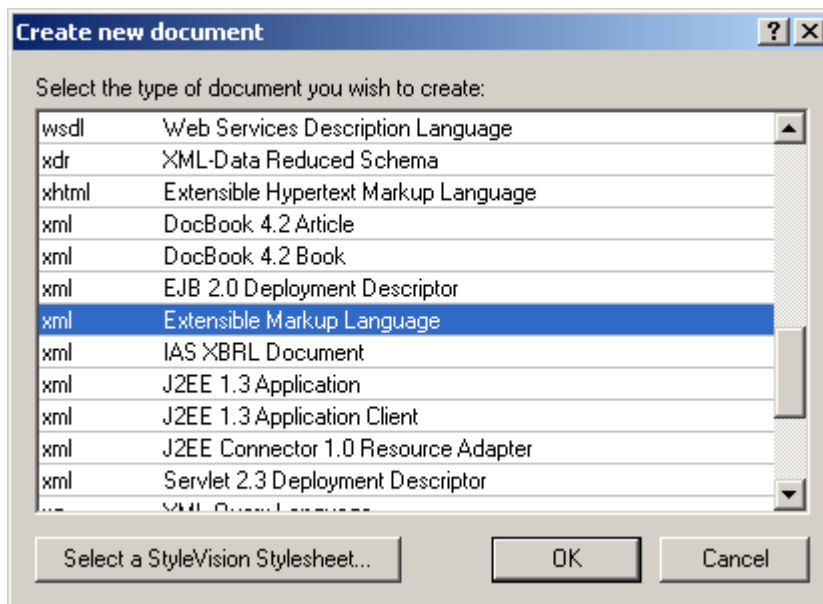 Create new document
Select the type of document you wish to create:
wsdl Web Services Description Language
xdr XML-Data Reduced Schema
xhtml Extensible Hypertext Markup Language
xml DocBook 4.2 Article
xml DocBook 4.2 Book
xml EJB 2.0 Deployment Descriptor
xml Extensible Markup Language
xml IAS XBRL Document
xml J2EE 1.3 Application
xml J2EE 1.3 Application Client
xml J2EE Connector 1.0 Resource Adapter
xml Servlet 2.3 Deployment Descriptor
XML Query Language
Select a StyleVision Stylesheet... OK Cancel